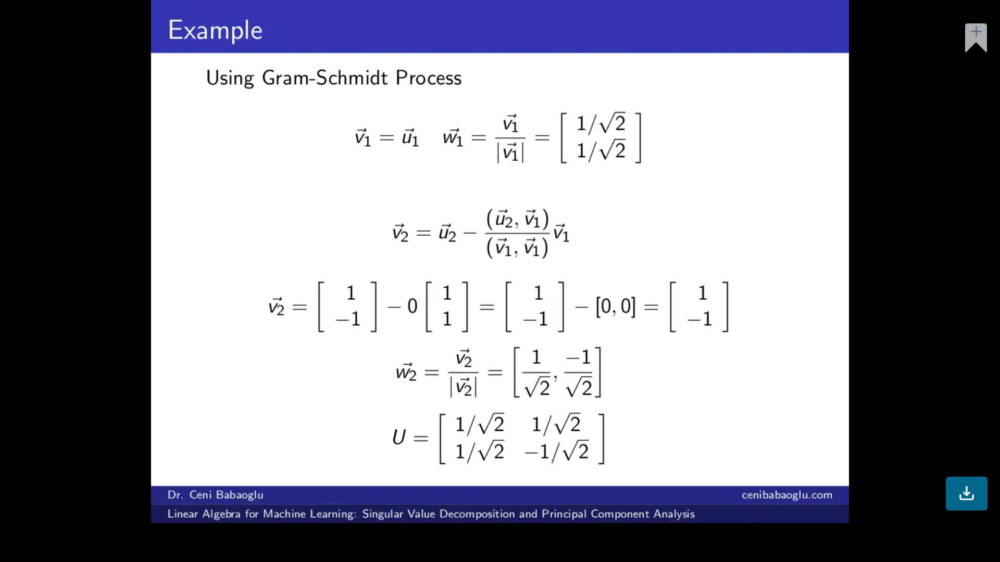 Example
Using Gram-Schmidt Process
$\vec{v_1} = \vec{u_1} \quad \vec{w_1} = \frac{\vec{v_1}}{|\vec{v_1}|} = \begin{bmatrix} 1/\sqrt{2} \\ 1/\sqrt{2} \end{bmatrix}$
$\vec{v_2} = \vec{u_2} - \frac{(\vec{u_2}, \vec{v_1})}{(\vec{v_1}, \vec{v_1})} \vec{v_1}$
$\vec{v_2} = \begin{bmatrix} 1 \\ -1 \end{bmatrix} - 0 \begin{bmatrix} 1 \\ 1 \end{bmatrix} = \begin{bmatrix} 1 \\ -1 \end{bmatrix} - [0, 0] = \begin{bmatrix} 1 \\ -1 \end{bmatrix}$
$\vec{w_2} = \frac{\vec{v_2}}{|\vec{v_2}|} = \left[ \frac{1}{\sqrt{2}}, \frac{-1}{\sqrt{2}} \right]$
$U = \begin{bmatrix} 1/\sqrt{2} & 1/\sqrt{2} \\ 1/\sqrt{2} & -1/\sqrt{2} \end{bmatrix}$
Dr. Ceni Babaoglu cenibabaoglu.com
Linear Algebra for Machine Learning: Singular Value Decomposition and Principal Component Analysis